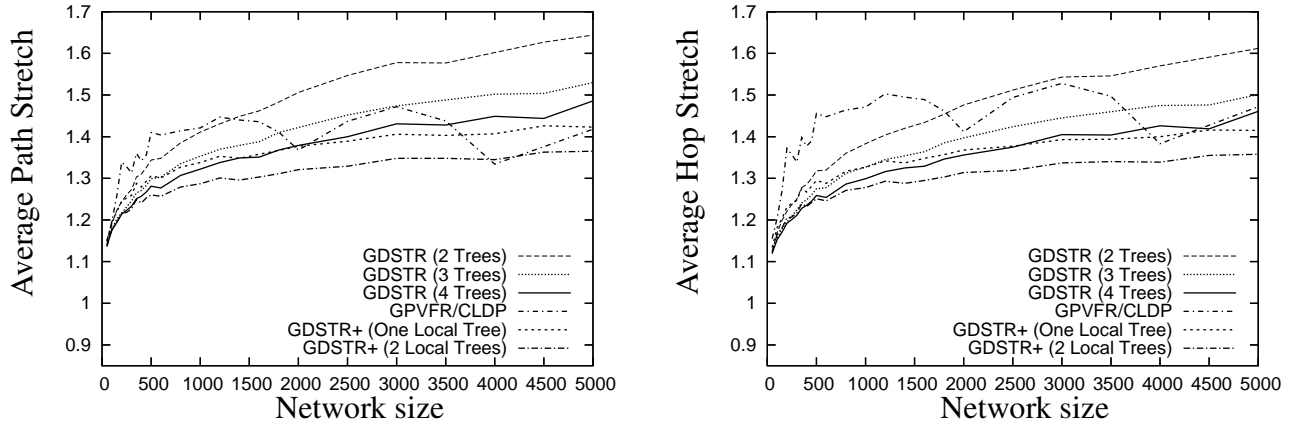 Average Path Stretch
1.7
1.6
1.5
1.4
1.3
1.2
1.1
1
0.9
GDSTR (2 Trees)
GDSTR (3 Trees)
GDSTR (4 Trees)
GPVFR/CLDP
GDSTR+ (One Local Tree)
GDSTR+ (2 Local Trees)
0 500 1000 1500 2000 2500 3000 3500 4000 4500 5000
Network size
Average Hop Stretch
1.7
1.6
1.5
1.4
1.3
1.2
1.1
1
0.9
GDSTR (2 Trees)
GDSTR (3 Trees)
GDSTR (4 Trees)
GPVFR/CLDP
GDSTR+ (One Local Tree)
GDSTR+ (2 Local Trees)
0 500 1000 1500 2000 2500 3000 3500 4000 4500 5000
Network size